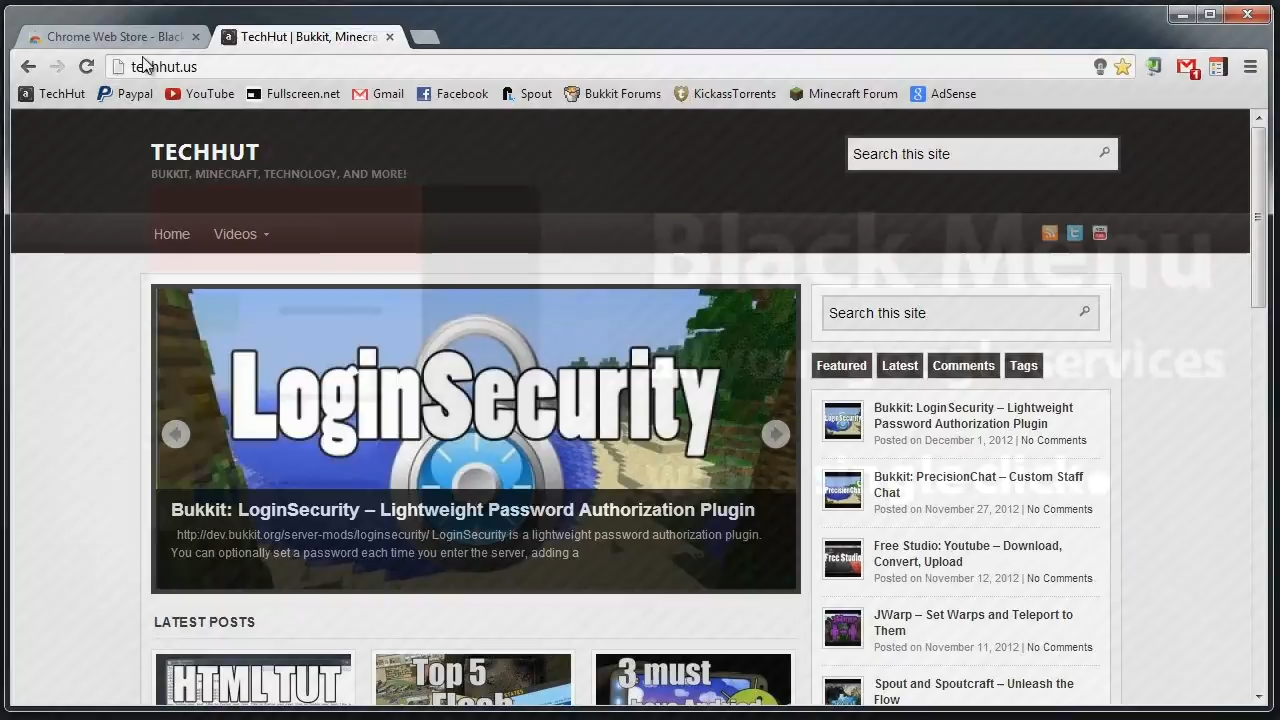 Chrome Web Store - Blac
TechHut | Bukkit, Minecra
techhut.us
TechHut
Paypal
YouTube
Fullscreen.net
Gmail
Facebook
Spout
Bukkit Forums
KickassTorrents
Minecraft Forum
AdSense
TECHHUT
BUKKIT, MINECRAFT, TECHNOLOGY, AND MORE!
Search this site
Home
Videos
Black Menu
services
LoginSecurity
Bukkit: LoginSecurity – Lightweight Password Authorization Plugin
http://dev.bukkit.org/server-mods/loginsecurity/ LoginSecurity is a lightweight password authorization plugin.
You can optionally set a password each time you enter the server, adding a
Search this site
Featured
Latest
Comments
Tags
Bukkit: LoginSecurity – Lightweight
Password Authorization Plugin
Posted on December 1, 2012 | No Comments
Bukkit: PrecisionChat – Custom Staff
Chat
Posted on November 27, 2012 | No Comments
Free Studio: Youtube – Download,
Convert, Upload
Posted on November 12, 2012 | No Comments
JWarp – Set Warps and Teleport to
Them
Posted on November 11, 2012 | No Comments
Spout and Spoutcraft – Unleash the
Flow
LATEST POSTS
HTML TUT
Top 5
3 must